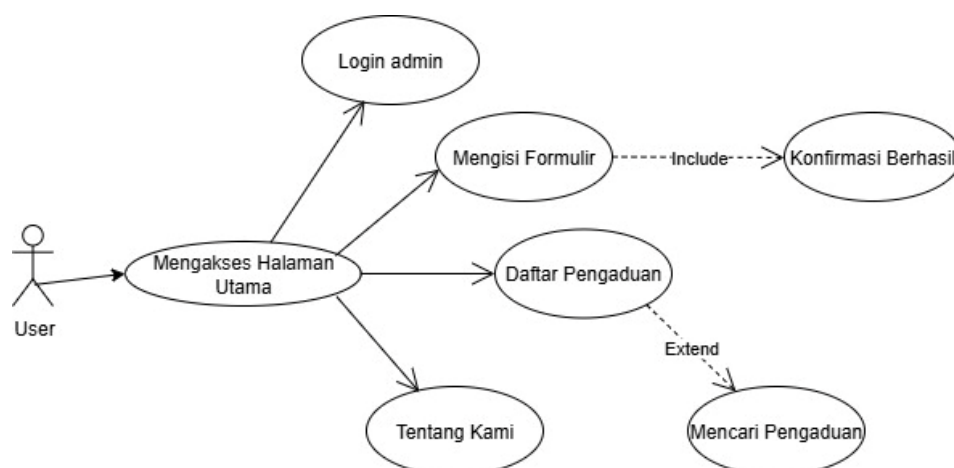 Login admin
Mengisi Formulir
Include
Konfirmasi Berhasil
Mengakses Halaman
Utama
Daftar Pengaduan
User
Extend
Tentang Kami
Mencari Pengaduan